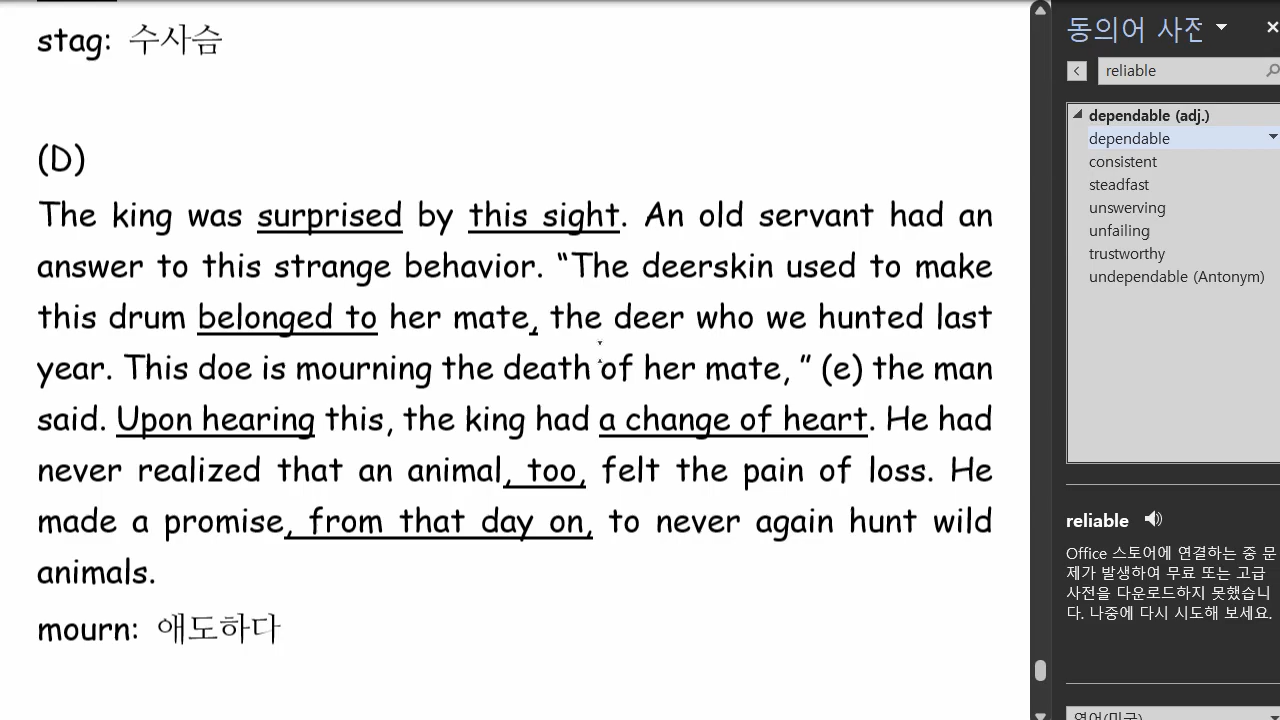 stag: 수사슴
(D)
The king was surprised by this sight. An old servant had an
answer to this strange behavior. “The deerskin used to make
this drum belonged to her mate, the deer who we hunted last
year. This doe is mourning the death of her mate, ” (e) the man
said. Upon hearing this, the king had a change of heart. He had
never realized that an animal, too, felt the pain of loss. He
made a promise, from that day on, to never again hunt wild
animals.
mourn: 애도하다
동의어 사전
reliable
dependable (adj.)
dependable
consistent
steadfast
unswerving
unfailing
trustworthy
undependable (Antonym)
reliable
Office 스토어에 연결하는 중 문
제가 발생하여 무료 또는 고급
사전을 다운로드하지 못했습니
다. 나중에 다시 시도해 보세요.
영어(미국)